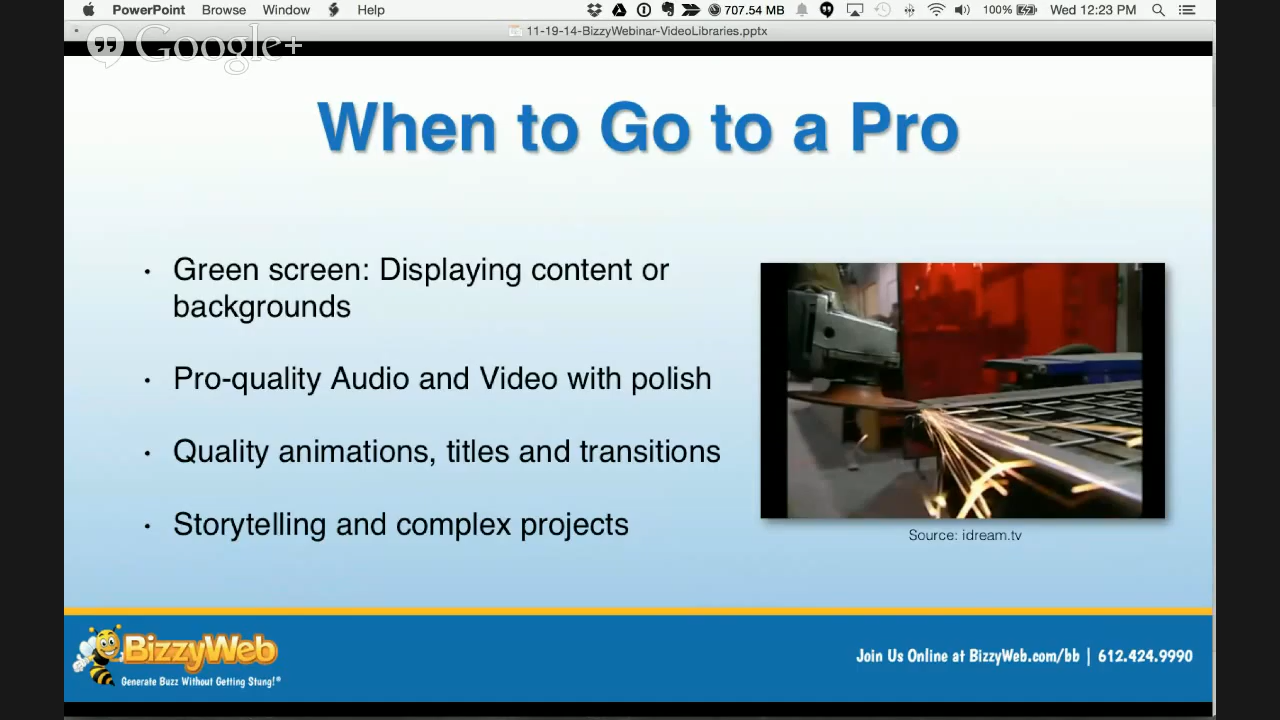 PowerPoint Browse Window Help 707.54 MB 100% Wed 12:23 PM
11-19-14-BizzyWebinar-VideoLibraries.pptx
Google+
When to Go to a Pro
• Green screen: Displaying content or
backgrounds
• Pro-quality Audio and Video with polish
• Quality animations, titles and transitions
• Storytelling and complex projects
Source: idream.tv
BizzyWeb
Generate Buzz Without Getting Stung!®
Join Us Online at BizzyWeb.com/bb | 612.424.9990